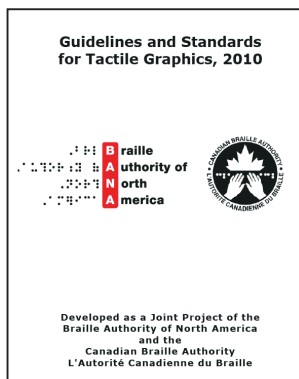 Guidelines and Standards
for Tactile Graphics, 2010
Braille
Authority of
North
America
CANADIAN BRAILLE AUTHORITY
L'AUTORITÉ CANADIENNE DU BRAILLE
Developed as a Joint Project of the
Braille Authority of North America
and the
Canadian Braille Authority
L'Autorité Canadienne du Braille